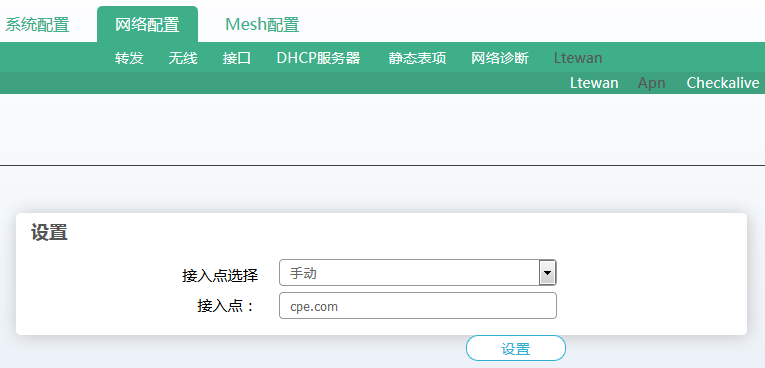 系统配置 网络配置 Mesh配置
转发 无线 接口 DHCP服务器 静态表项 网络诊断 Ltewan
Ltewan Apn Checkalive
设置
接入点选择 手动
接入点： cpe.com
设置